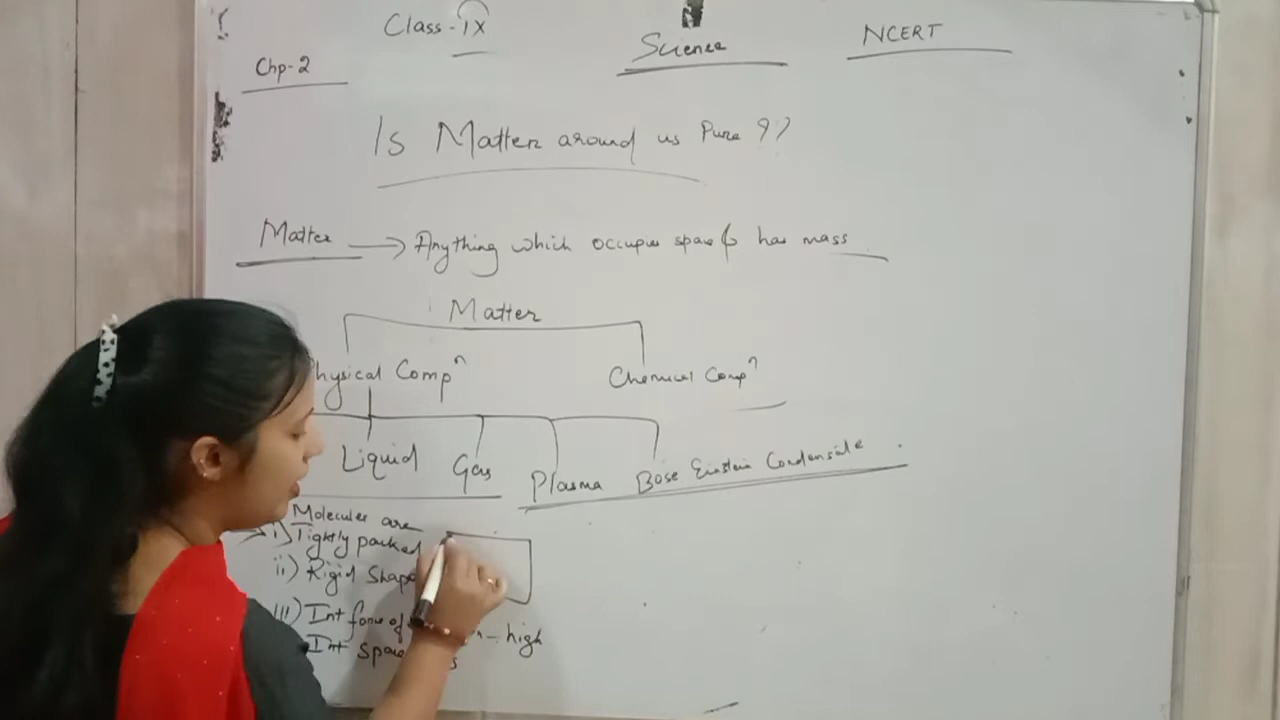 Class-IX Science NCERT
Chp-2
Is Matter around us Pure ??
Matter → Anything which occupies space & has mass
Matter
Physical Compⁿ Chemical Compⁿ
Liquid Gas Plasma Bose Einstein Condensate
Molecules are
i) Tightly packed
ii) Rigid Shape
iii) Int force of - high
Int space